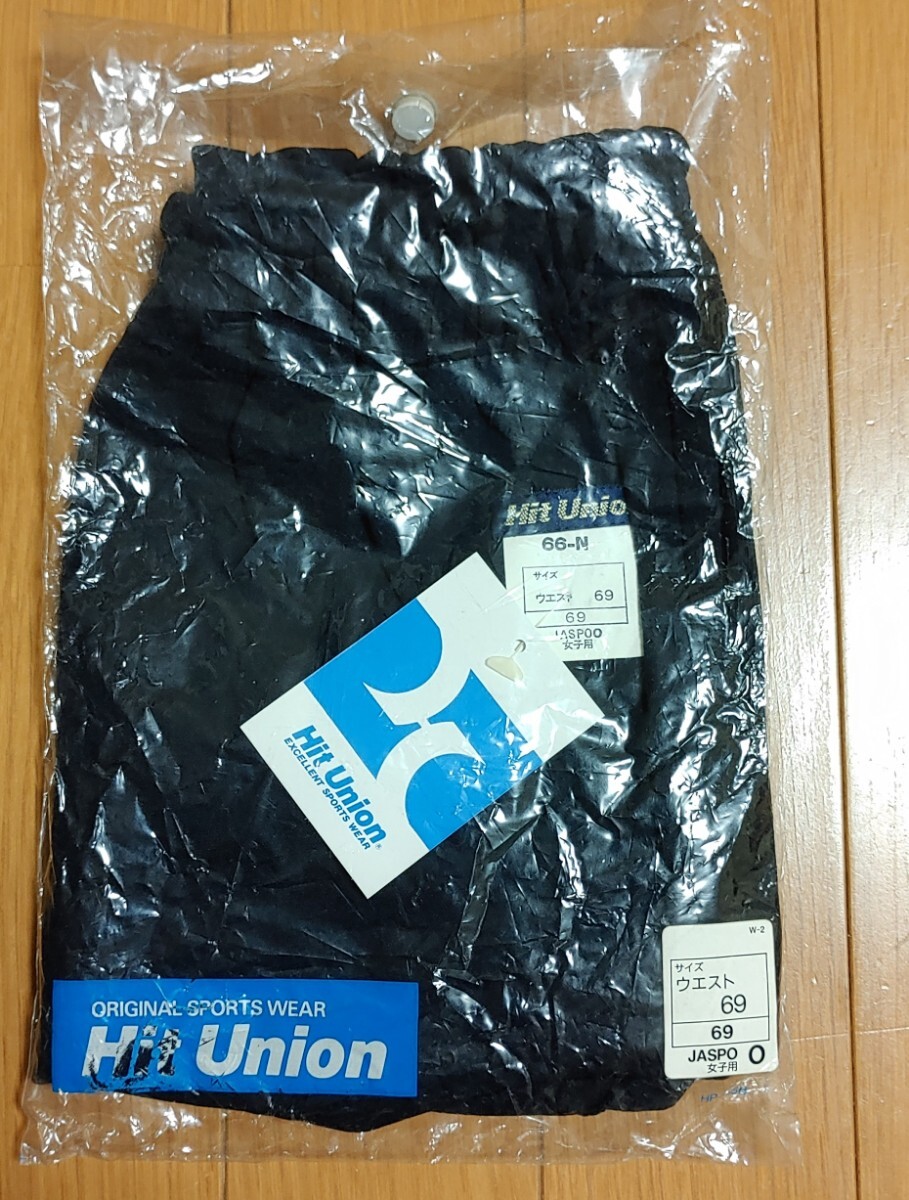 Hit Unio
66-N
サイズ
ウエスト 69
69
JASPO O
女子用
Hit Union®
EXCELLENT SPORTS WEAR
ORIGINAL SPORTS WEAR
Hit Union
W-2
サイズ
ウエスト
69
69
JASPO O
女子用